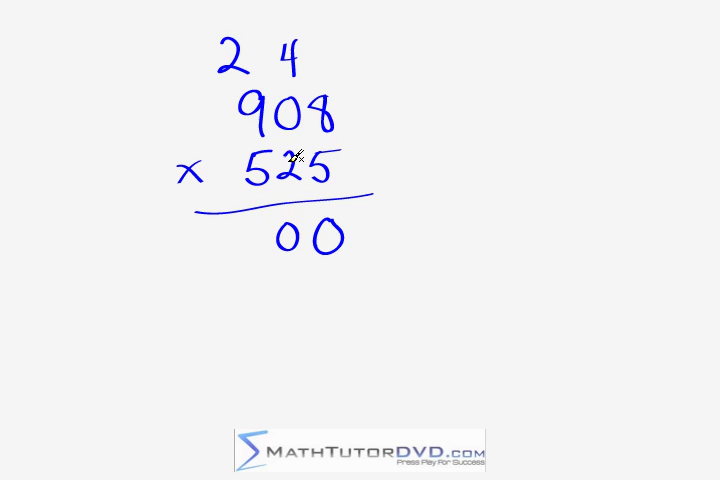 2 4
908
x 525
00
MATHTUTORDVD.COM
Press Play For Success